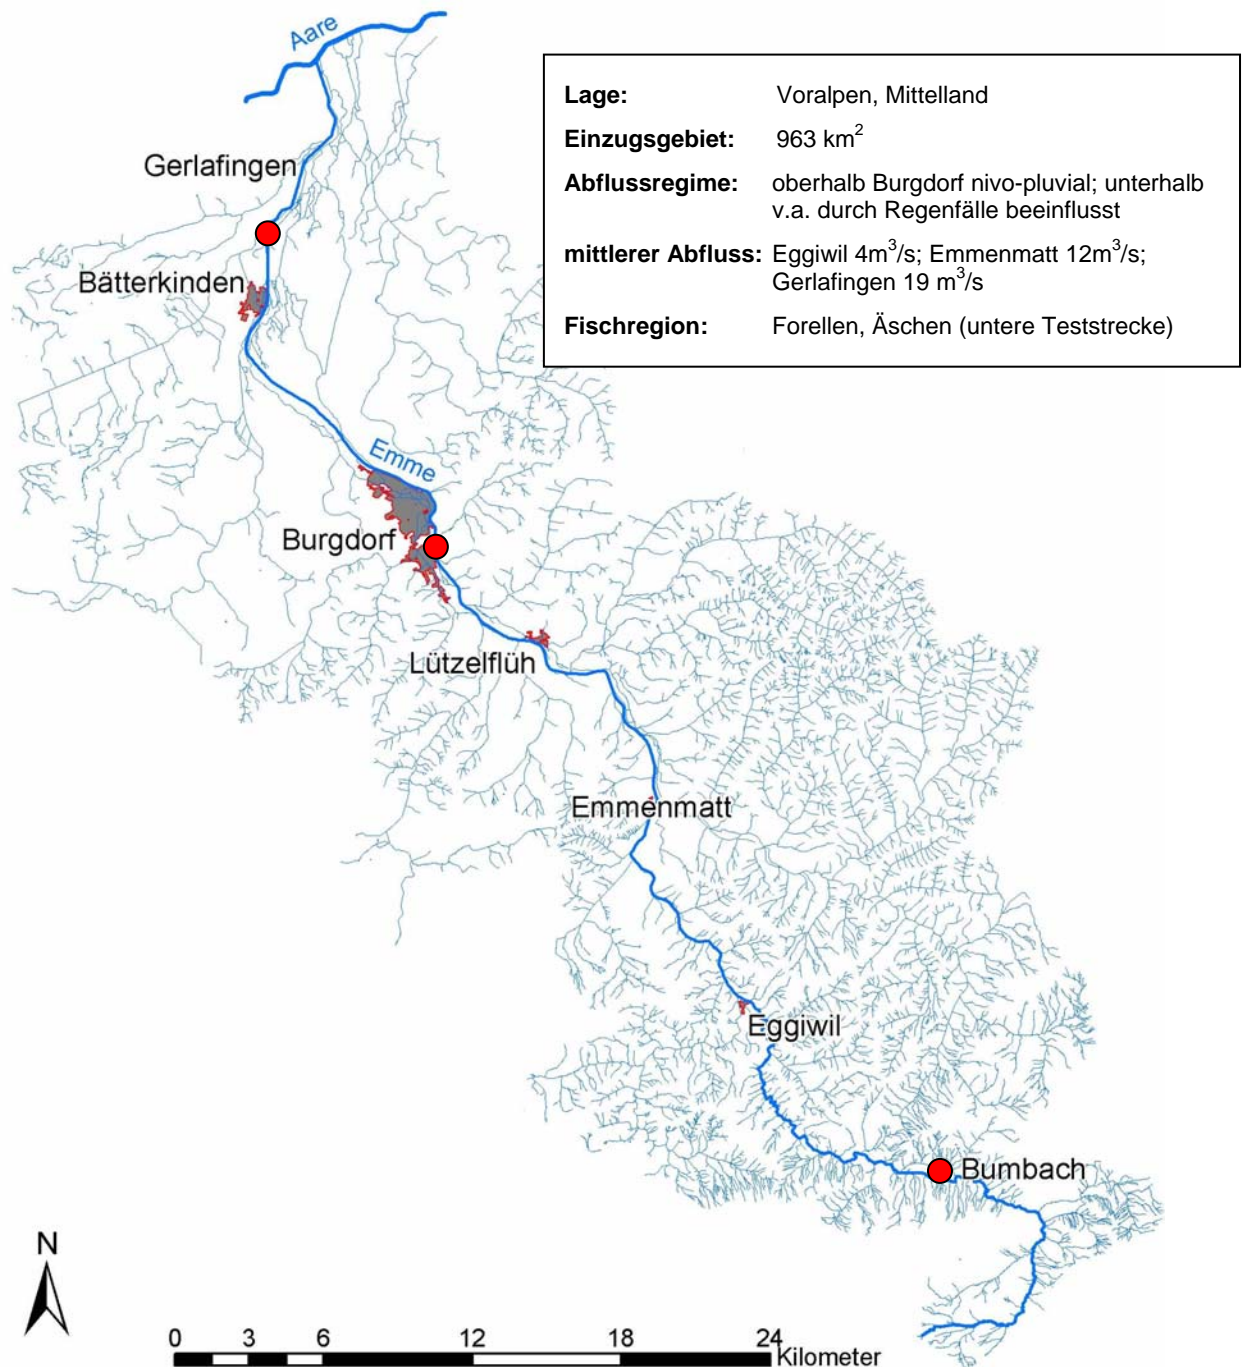 Aare
Lage: Voralpen, Mittelland
Einzugsgebiet: 963 km²
Abflussregime: oberhalb Burgdorf nivo-pluvial; unterhalb
v.a. durch Regenfälle beeinflusst
mittlerer Abfluss: Eggiwil 4m³/s; Emmenmatt 12m³/s;
Gerlafingen 19 m³/s
Fischregion: Forellen, Äschen (untere Teststrecke)
Gerlafingen
Bätterkinden
Emme
Burgdorf
Lützelflüh
Emmenmatt
Eggiwil
Bumbach
N
0 3 6 12 18 24
Kilometer